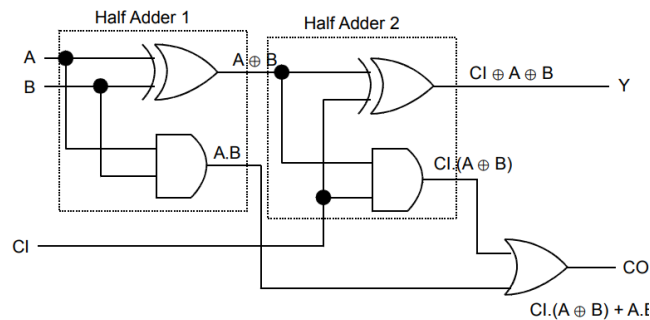 Half Adder 1
Half Adder 2
A
B
A ⊕ B
CI ⊕ A ⊕ B
Y
A.B
CI.(A ⊕ B)
CI
CO
CI.(A ⊕ B) + A.B